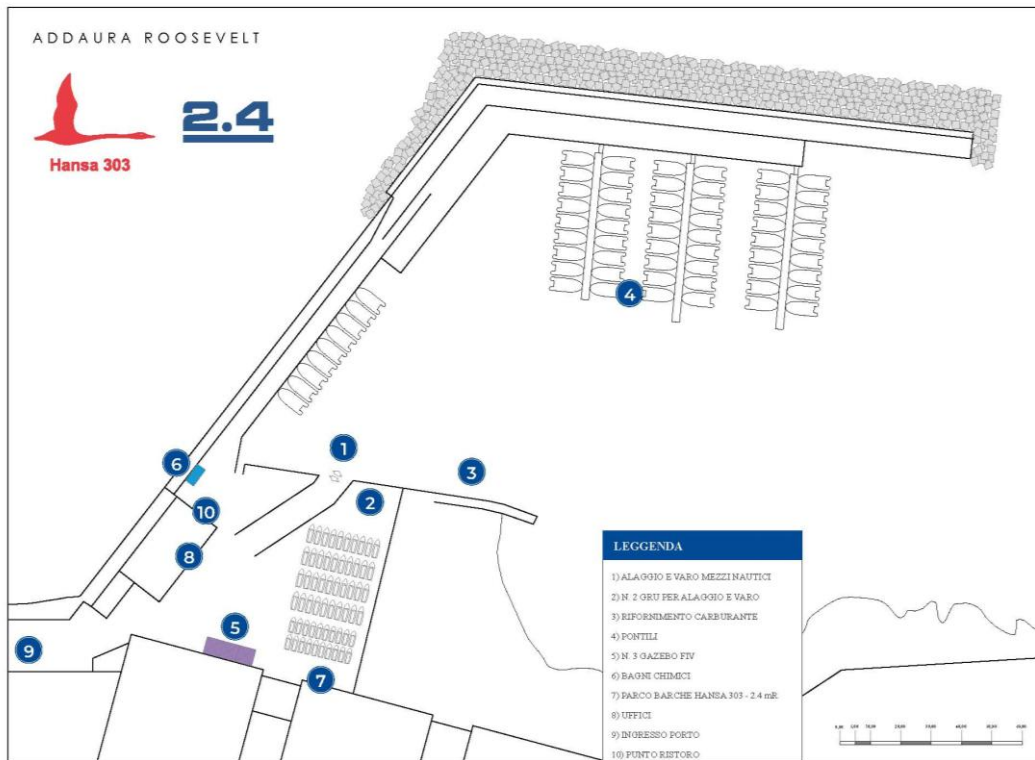 ADDAURA ROOSEVELT
2.4
Hansa 303
4
1
3
6
2
10
8
5
9
7
LEGGENDA
1) ALAGGIO E VARO MEZZI NAUTICI
2) N. 2 GRU PER ALAGGIO E VARO
3) RIFORNIMENTO CARBURANTE
4) PONTILI
5) N. 3 GAZEBO FIV
6) BAGNI CHIMICI
7) PARCO BARCHE HANSA 303 - 2.4 mR
8) UFFICI
9) INGRESSO PORTO
10) PUNTO RISTORO